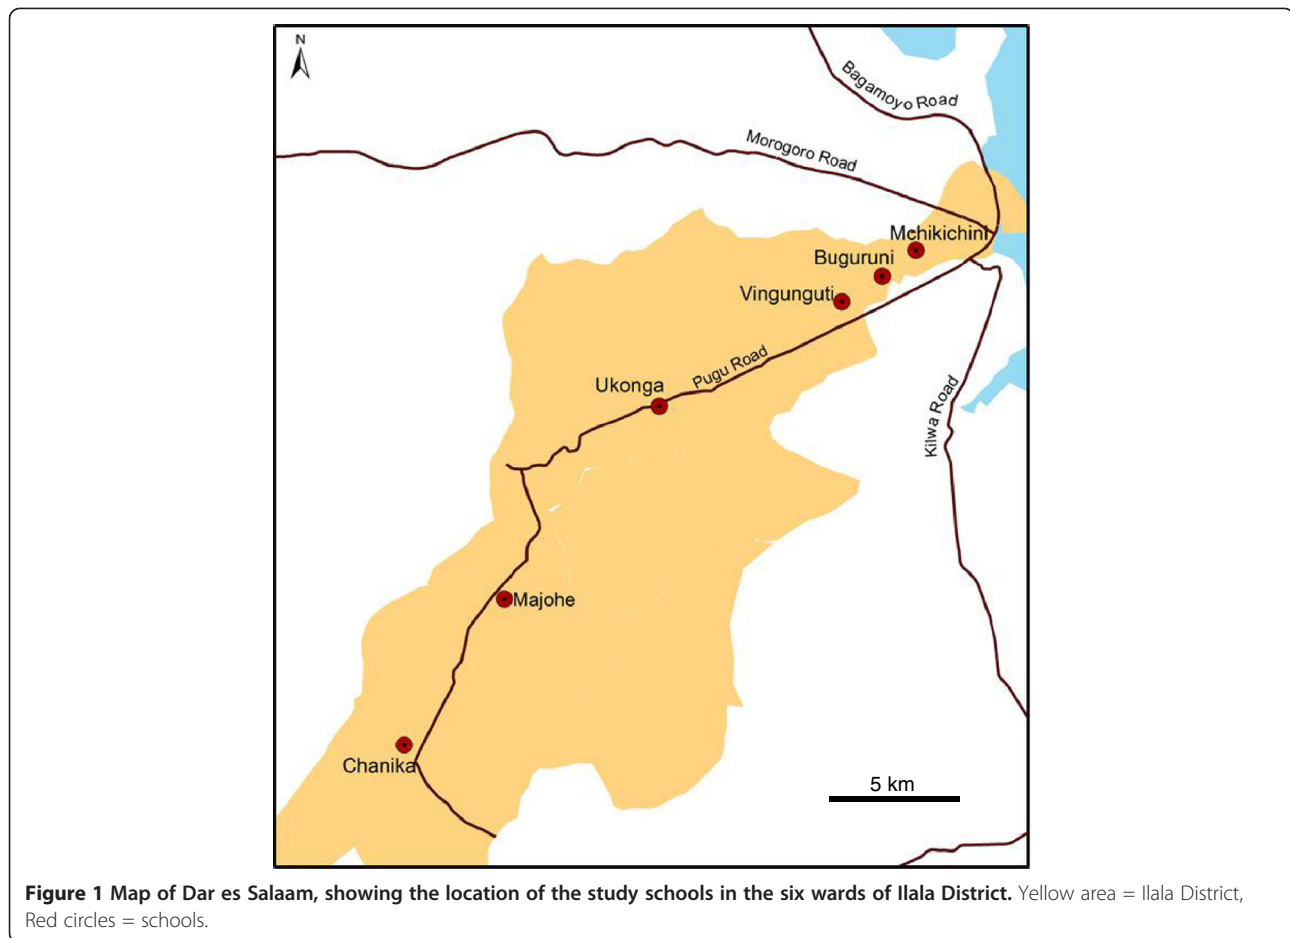 N
Bagamoyo Road
Morogoro Road
Mchikichini
Buguruni
Vingunguti
Pugu Road
Ukonga
Kilwa Road
Majohe
Chanika
5 km
Figure 1 Map of Dar es Salaam, showing the location of the study schools in the six wards of Ilala District. Yellow area = Ilala District,
Red circles = schools.